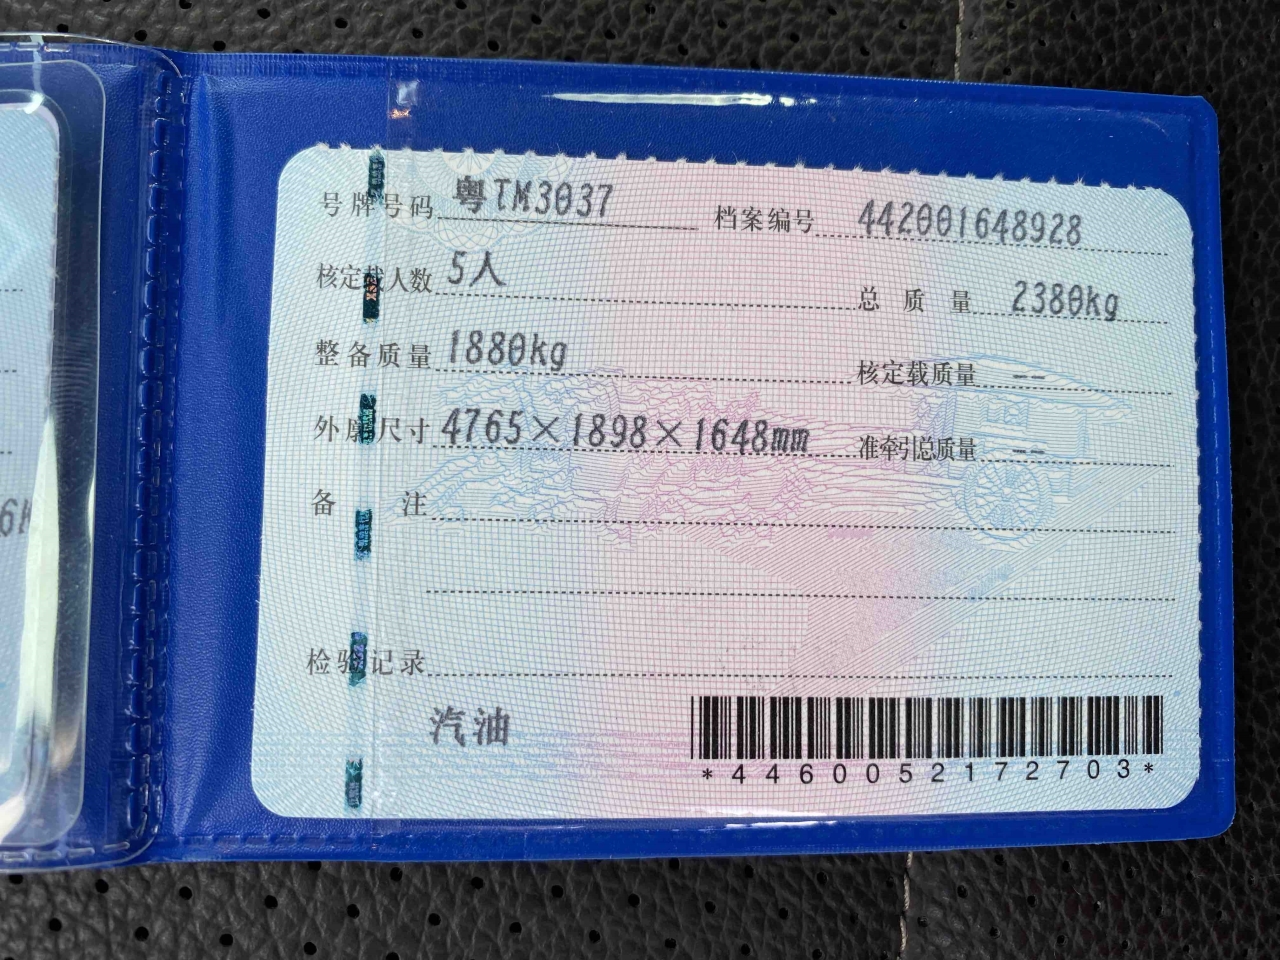 号牌号码 粤TM3037 档案编号 442001648928
核定载人数 5人 总质量 2380kg
整备质量 1880kg 核定载质量 --
外廓尺寸 4765×1898×1648mm 准牵引总质量 --
备注
检验记录
汽油
*4460052172703*